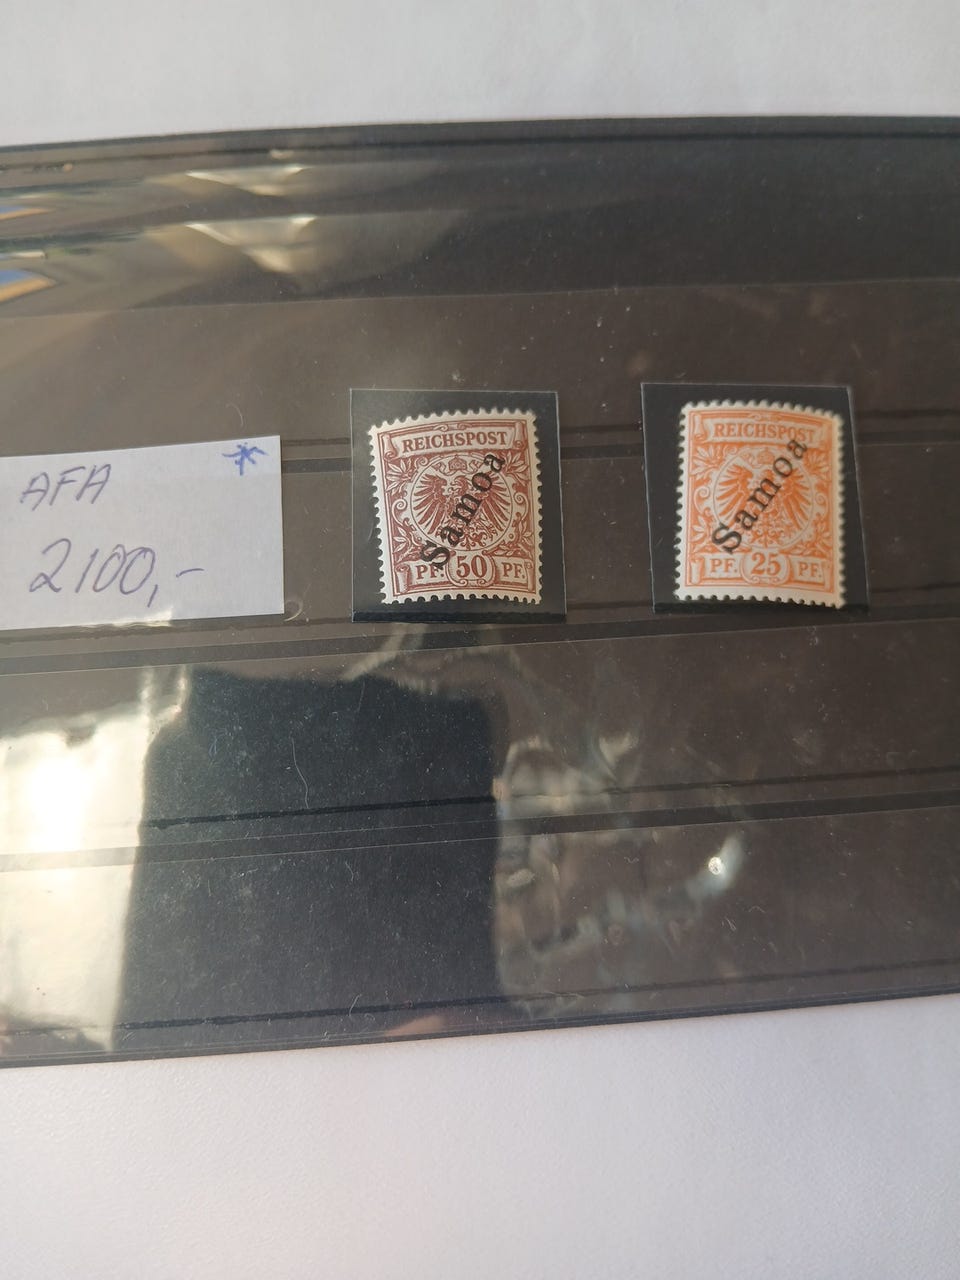 AFA *
2100,-
REICHSPOST
Samoa
PF. 50 PF.
REICHSPOST
Samoa
PF. 25 PF.